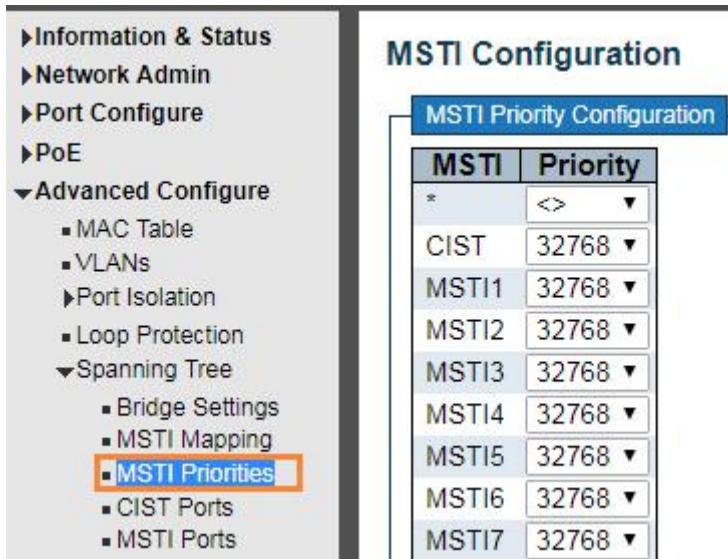 Information & Status
Network Admin
Port Configure
PoE
Advanced Configure
MAC Table
VLANs
Port Isolation
Loop Protection
Spanning Tree
Bridge Settings
MSTI Mapping
MSTI Priorities
CIST Ports
MSTI Ports
MSTI Configuration
MSTI Priority Configuration
MSTI Priority
* <>
CIST 32768
MSTI1 32768
MSTI2 32768
MSTI3 32768
MSTI4 32768
MSTI5 32768
MSTI6 32768
MSTI7 32768